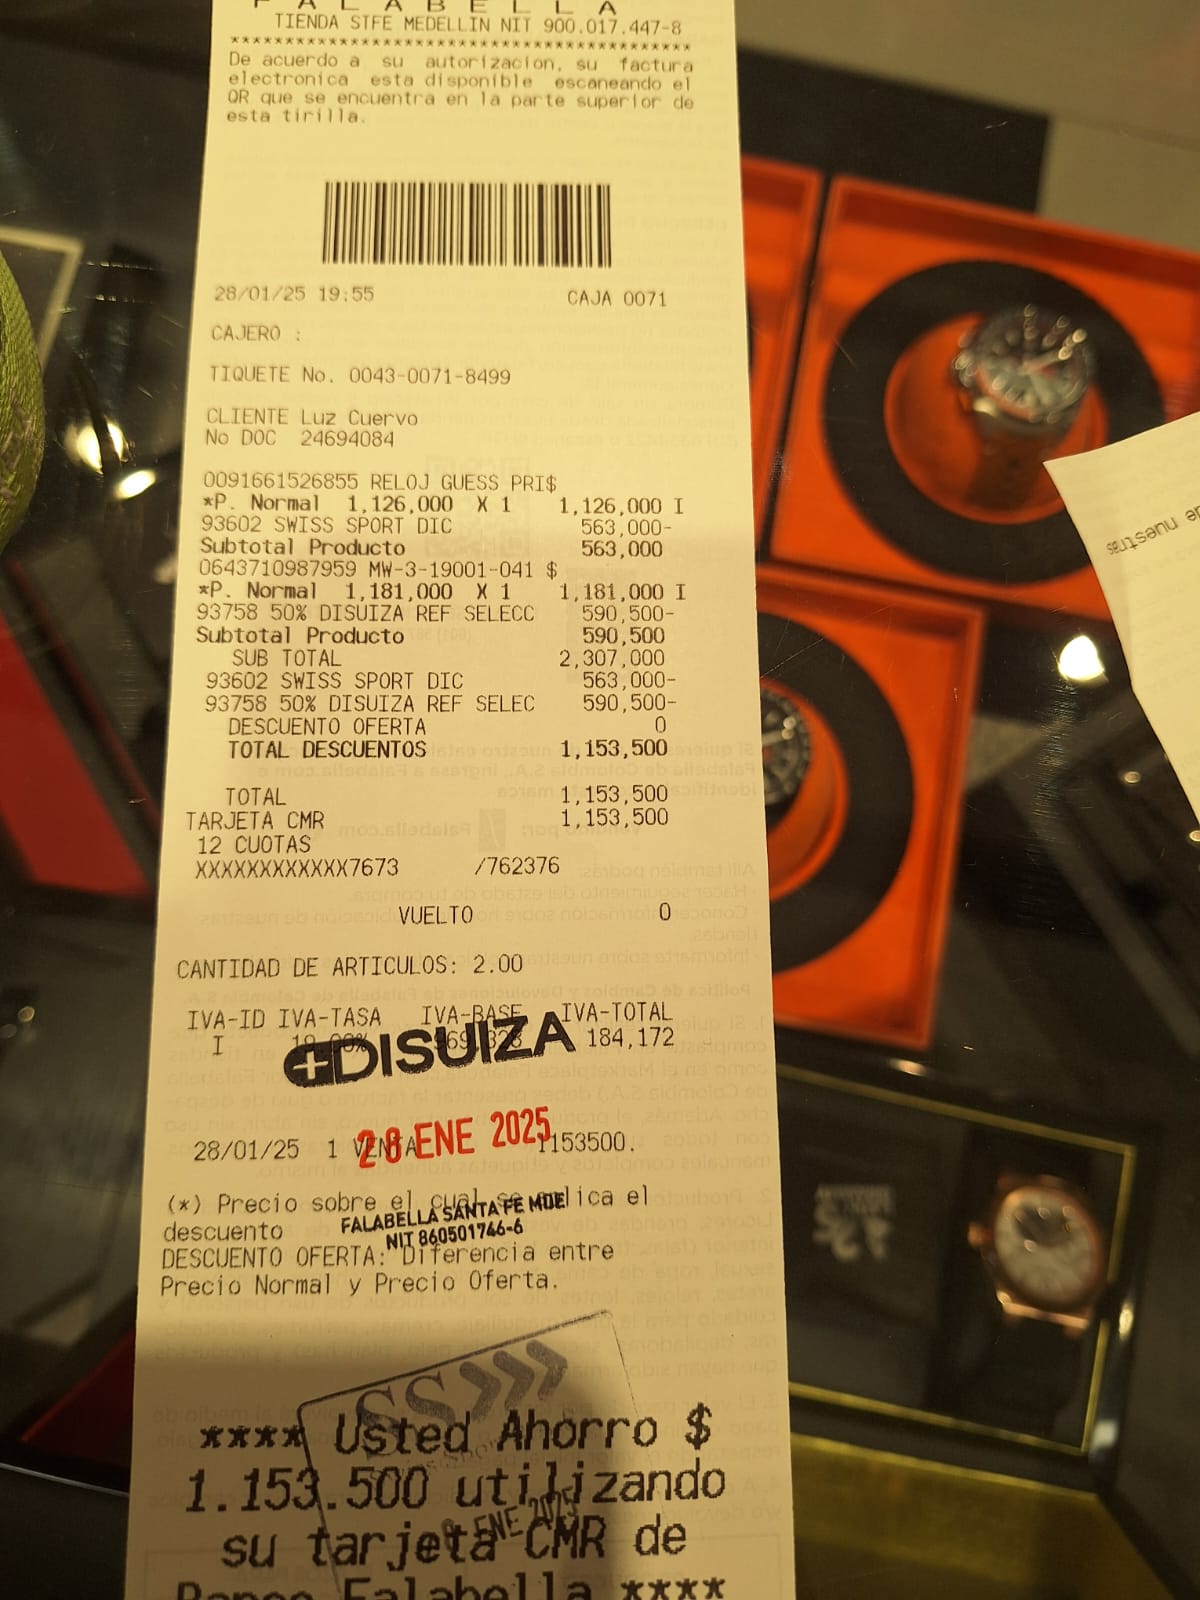 FALABELLA
TIENDA STFE MEDELLIN NIT 900.017.447-8
******************************************
De acuerdo a su autorizacion, su factura
electronica esta disponible escaneando el
QR que se encuentra en la parte superior de
esta tirilla.
28/01/25 19:55 CAJA 0071
CAJERO :
TIQUETE No. 0043-0071-8499
CLIENTE Luz Cuervo
No DOC 24694084
0091661526855 RELOJ GUESS PRI$
*P. Normal 1,126,000 X 1 1,126,000 I
93602 SWISS SPORT DIC 563,000-
Subtotal Producto 563,000
0643710987959 MW-3-19001-041 $
*P. Normal 1,181,000 X 1 1,181,000 I
93758 50% DISUIZA REF SELECC 590,500-
Subtotal Producto 590,500
SUB TOTAL 2,307,000
93602 SWISS SPORT DIC 563,000-
93758 50% DISUIZA REF SELEC 590,500-
DESCUENTO OFERTA 0
TOTAL DESCUENTOS 1,153,500
TOTAL 1,153,500
TARJETA CMR 1,153,500
12 CUOTAS
XXXXXXXXXXXX7673 /762376
VUELTO 0
CANTIDAD DE ARTICULOS: 2.00
IVA-ID IVA-TASA IVA-BASE IVA-TOTAL
I 184,172
DISUIZA
28/01/25 1 VENTA 1153500.
28 ENE 2025
(*) Precio sobre el cual se aplica el
descuento
FALABELLA SANTA FE MDE
NIT 860501746-6
DESCUENTO OFERTA: Diferencia entre
Precio Normal y Precio Oferta.
SS
**** Usted Ahorro $
1.153.500 utilizando
su tarjeta CMR de
ENE 2025
Banco Falabella ****
de nuestras